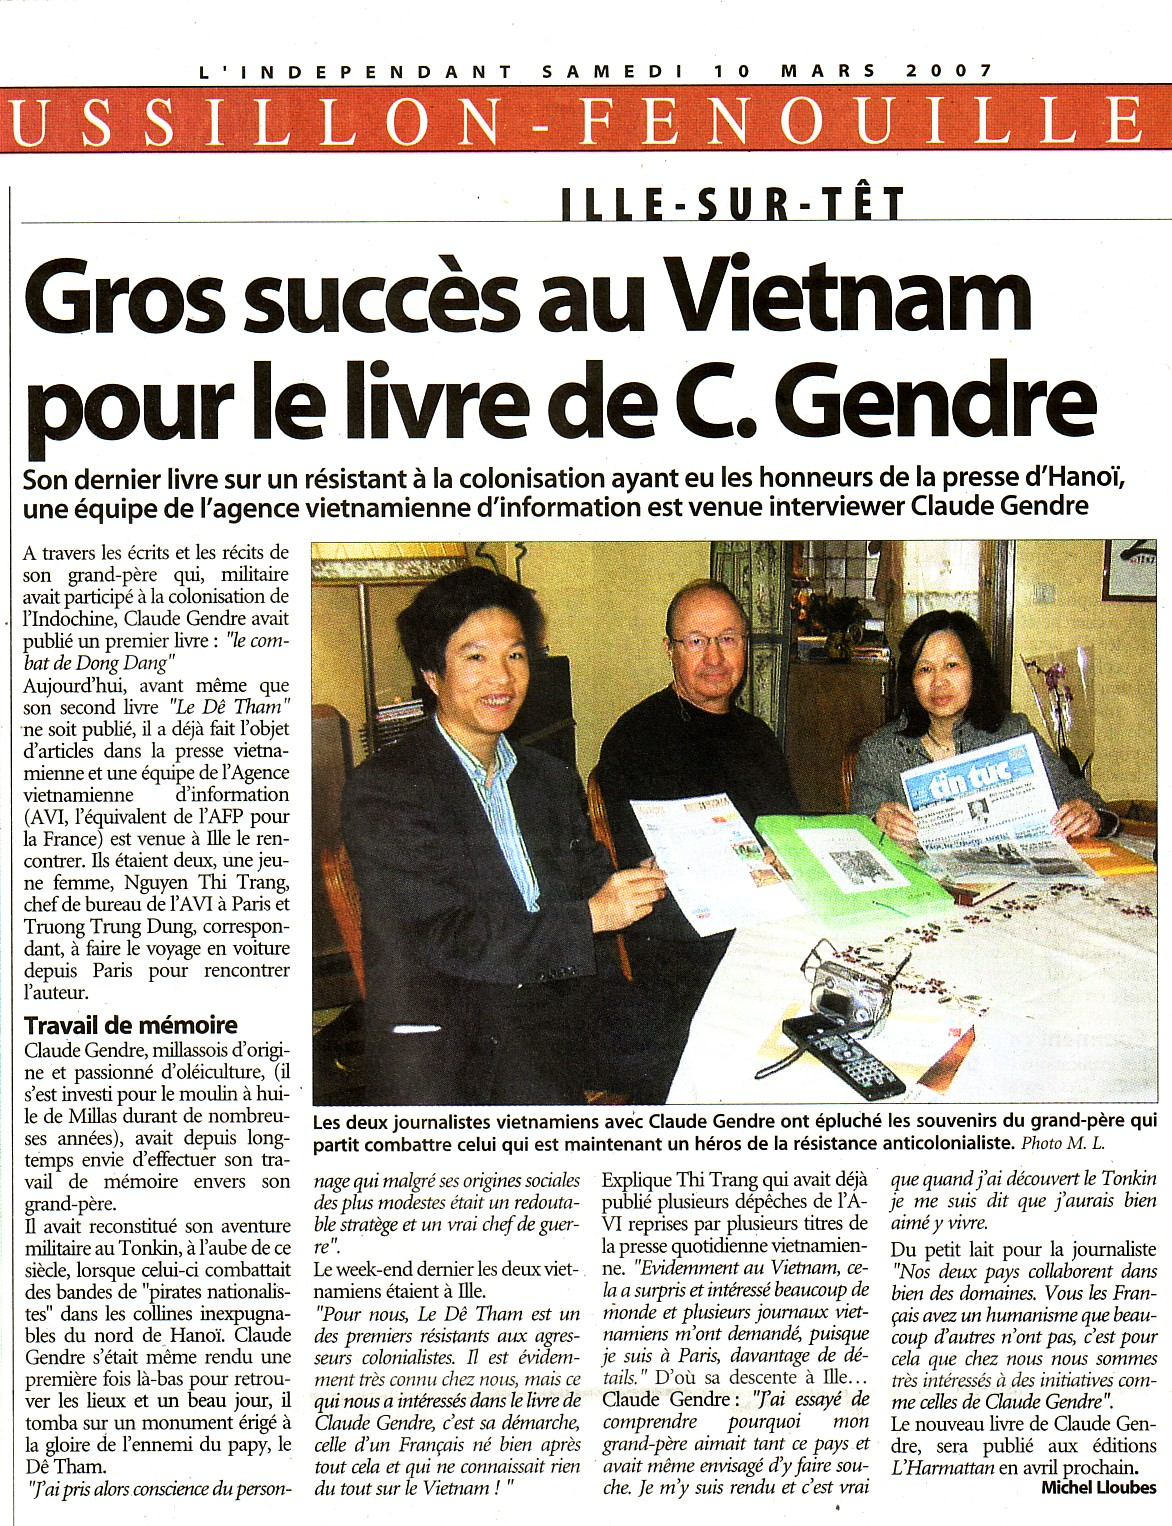 L'INDEPENDANT SAMEDI 10 MARS 2007
USSILLON-FENOUILLE
ILLE-SUR-TÊT
Gros succès au Vietnam
pour le livre de C. Gendre
Son dernier livre sur un résistant à la colonisation ayant eu les honneurs de la presse d'Hanoï,
une équipe de l'agence vietnamienne d'information est venue interviewer Claude Gendre
A travers les écrits et les récits de
son grand-père qui, militaire
avait participé à la colonisation de
l'Indochine, Claude Gendre avait
publié un premier livre : "le com-
bat de Dong Dang"
Aujourd'hui, avant même que
son second livre "Le Dê Tham"
ne soit publié, il a déjà fait l'objet
d'articles dans la presse vietna-
mienne et une équipe de l'Agence
vietnamienne d'information
(AVI, l'équivalent de l'AFP pour
la France) est venue à Ille le ren-
contrer. Ils étaient deux, une jeu-
ne femme, Nguyen Thi Trang,
chef de bureau de l'AVI à Paris et
Truong Trung Dung, correspon-
dant, à faire le voyage en voiture
depuis Paris pour rencontrer
l'auteur.
Travail de mémoire
Claude Gendre, millassois d'origi-
ne et passionné d'oléiculture, (il
s'est investi pour le moulin à hui-
le de Millas durant de nombreu-
ses années), avait depuis long-
temps envie d'effectuer son tra-
vail de mémoire envers son
grand-père.
Il avait reconstitué son aventure
militaire au Tonkin, à l'aube de ce
siècle, lorsque celui-ci combattait
des bandes de "pirates nationalis-
tes" dans les collines inexpugna-
bles du nord de Hanoï. Claude
Gendre s'était même rendu une
première fois là-bas pour retrou-
ver les lieux et un beau jour, il
tomba sur un monument érigé à
la gloire de l'ennemi du papy, le
Dê Tham.
"J'ai pris alors conscience du person-
tin tuc
Les deux journalistes vietnamiens avec Claude Gendre ont épluché les souvenirs du grand-père qui
partit combattre celui qui est maintenant un héros de la résistance anticolonialiste. Photo M. L.
nage qui malgré ses origines sociales
des plus modestes était un redouta-
ble stratège et un vrai chef de guer-
re".
Le week-end dernier les deux viet-
namiens étaient à Ille.
"Pour nous, Le Dê Tham est un
des premiers résistants aux agres-
seurs colonialistes. Il est évidem-
ment très connu chez nous, mais ce
qui nous a intéressés dans le livre de
Claude Gendre, c'est sa démarche,
celle d'un Français né bien après
tout cela et qui ne connaissait rien
du tout sur le Vietnam ! "
Explique Thi Trang qui avait déjà
publié plusieurs dépêches de l'A-
VI reprises par plusieurs titres de
la presse quotidienne vietnamien-
ne. "Evidemment au Vietnam, ce-
la a surpris et intéressé beaucoup de
monde et plusieurs journaux viet-
namiens m'ont demandé, puisque
je suis à Paris, davantage de dé-
tails." D'où sa descente à Ille...
Claude Gendre : "J'ai essayé de
comprendre pourquoi mon
grand-père aimait tant ce pays et
avait même envisagé d'y faire sou-
che. Je m'y suis rendu et c'est vrai
que quand j'ai découvert le Tonkin
je me suis dit que j'aurais bien
aimé y vivre.
Du petit lait pour la journaliste
"Nos deux pays collaborent dans
bien des domaines. Vous les Fran-
çais avez un humanisme que beau-
coup d'autres n'ont pas, c'est pour
cela que chez nous nous sommes
très intéressés à des initiatives com-
me celles de Claude Gendre".
Le nouveau livre de Claude Gen-
dre, sera publié aux éditions
L'Harmattan en avril prochain.
Michel Lloubes